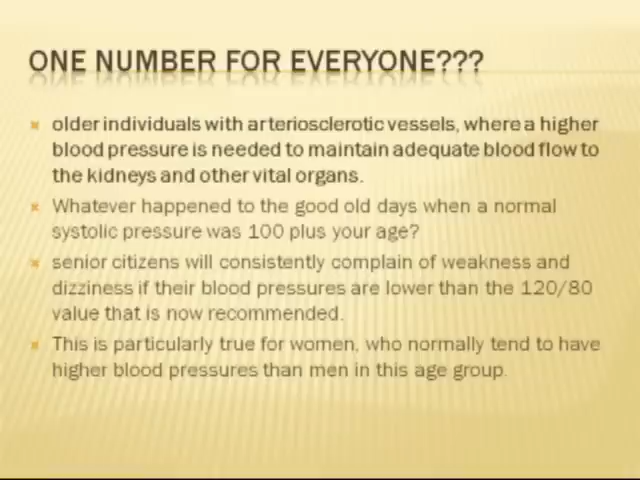 ONE NUMBER FOR EVERYONE???
older individuals with arteriosclerotic vessels, where a higher
blood pressure is needed to maintain adequate blood flow to
the kidneys and other vital organs.
Whatever happened to the good old days when a normal
systolic pressure was 100 plus your age?
senior citizens will consistently complain of weakness and
dizziness if their blood pressures are lower than the 120/80
value that is now recommended.
This is particularly true for women, who normally tend to have
higher blood pressures than men in this age group.